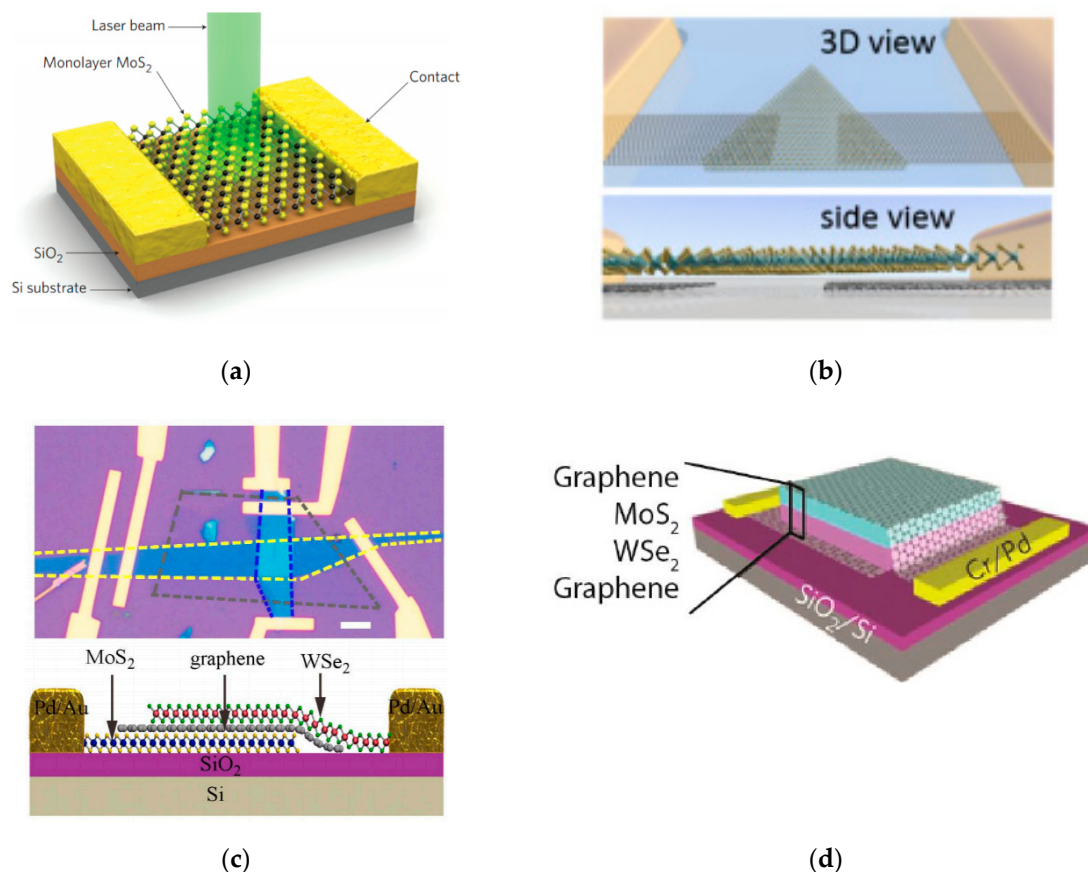 Laser beam
Monolayer MoS₂
Contact
SiO₂
Si substrate
(a)
3D view
side view
(b)
MoS₂
graphene
WSe₂
Pd/Au
Pd/Au
SiO₂
Si
(c)
Graphene
MoS₂
WSe₂
Graphene
Cr/Pd
SiO₂/Si
(d)